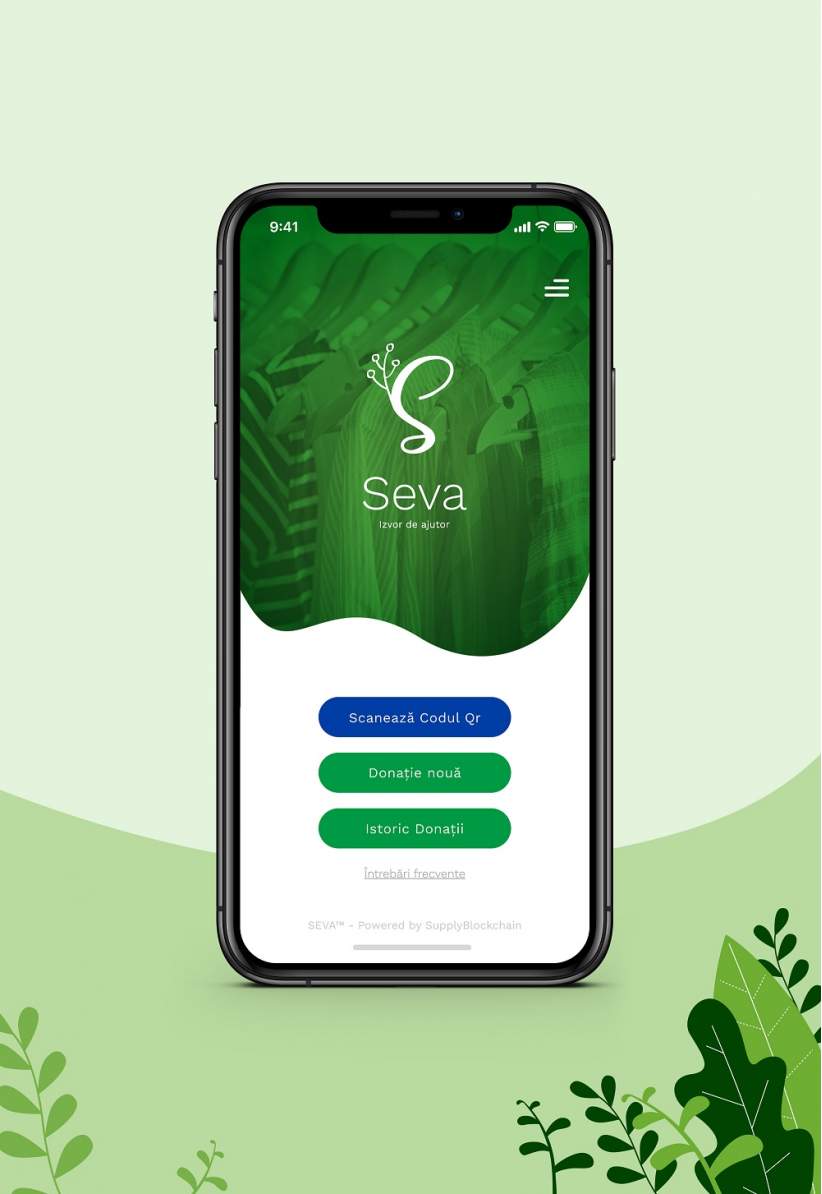 9:41
Seva
Izvor de ajutor
Scanează Codul Qr
Donație nouă
Istoric Donații
Întrebări frecvente
SEVA™ - Powered by SupplyBlockchain